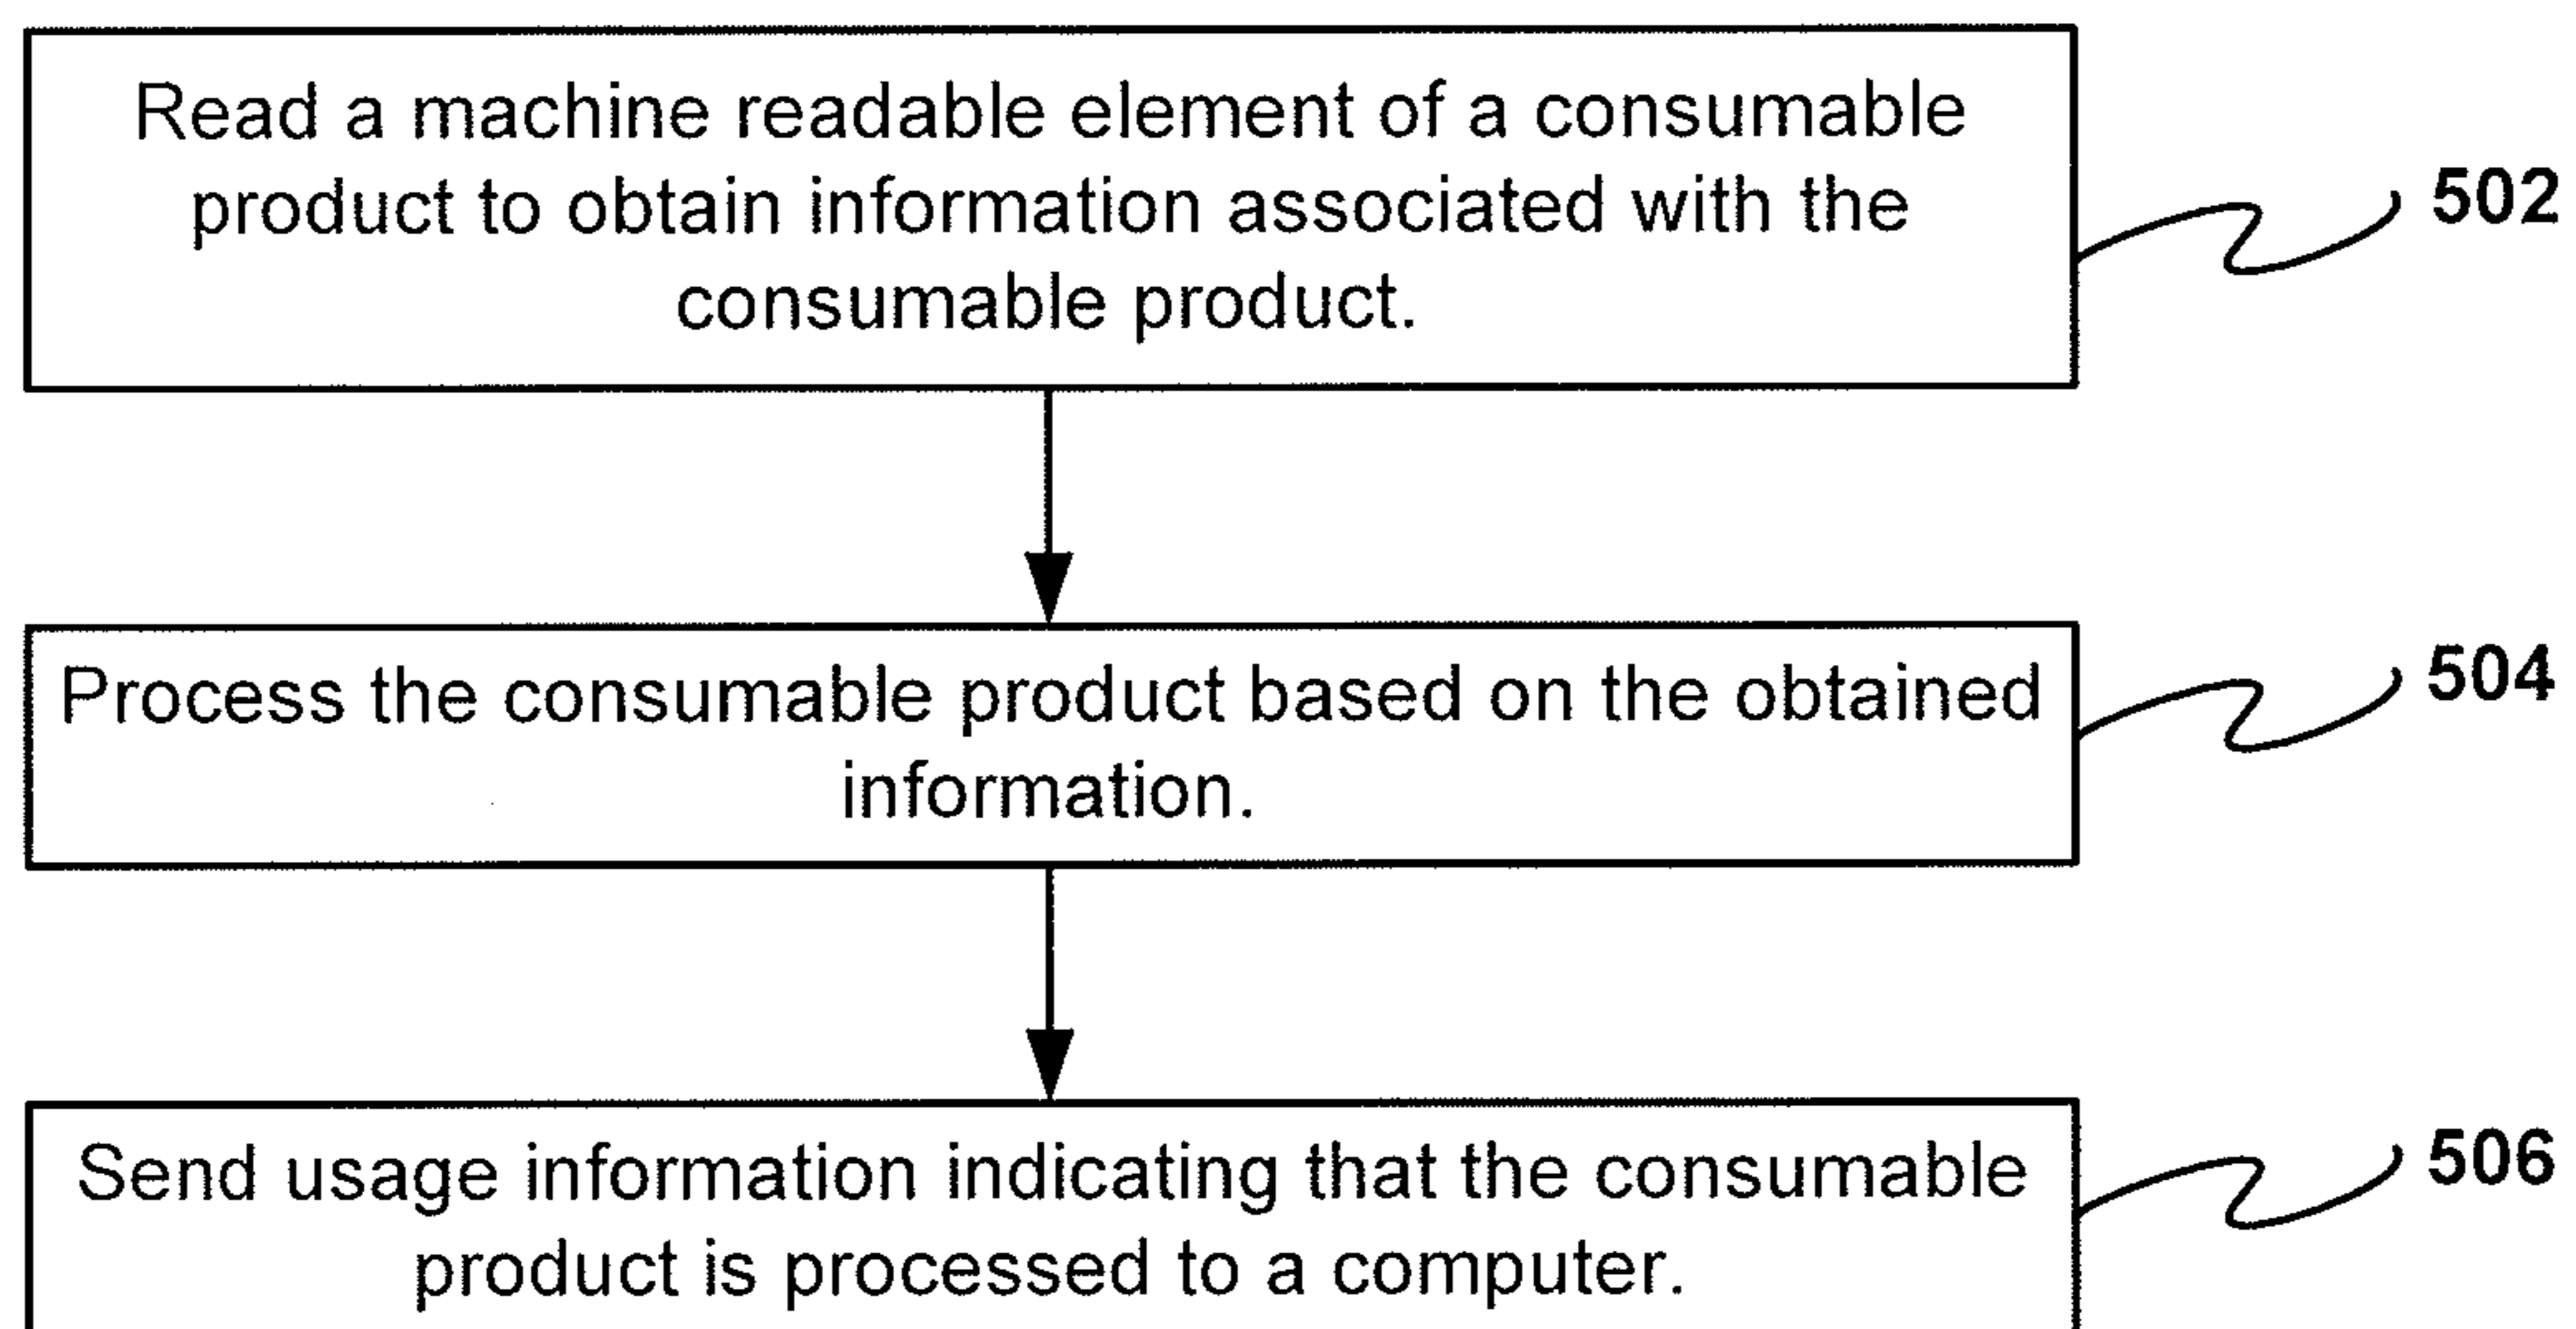 Read a machine readable element of a consumable
product to obtain information associated with the
consumable product.
502
Process the consumable product based on the obtained
information.
504
Send usage information indicating that the consumable
product is processed to a computer.
506